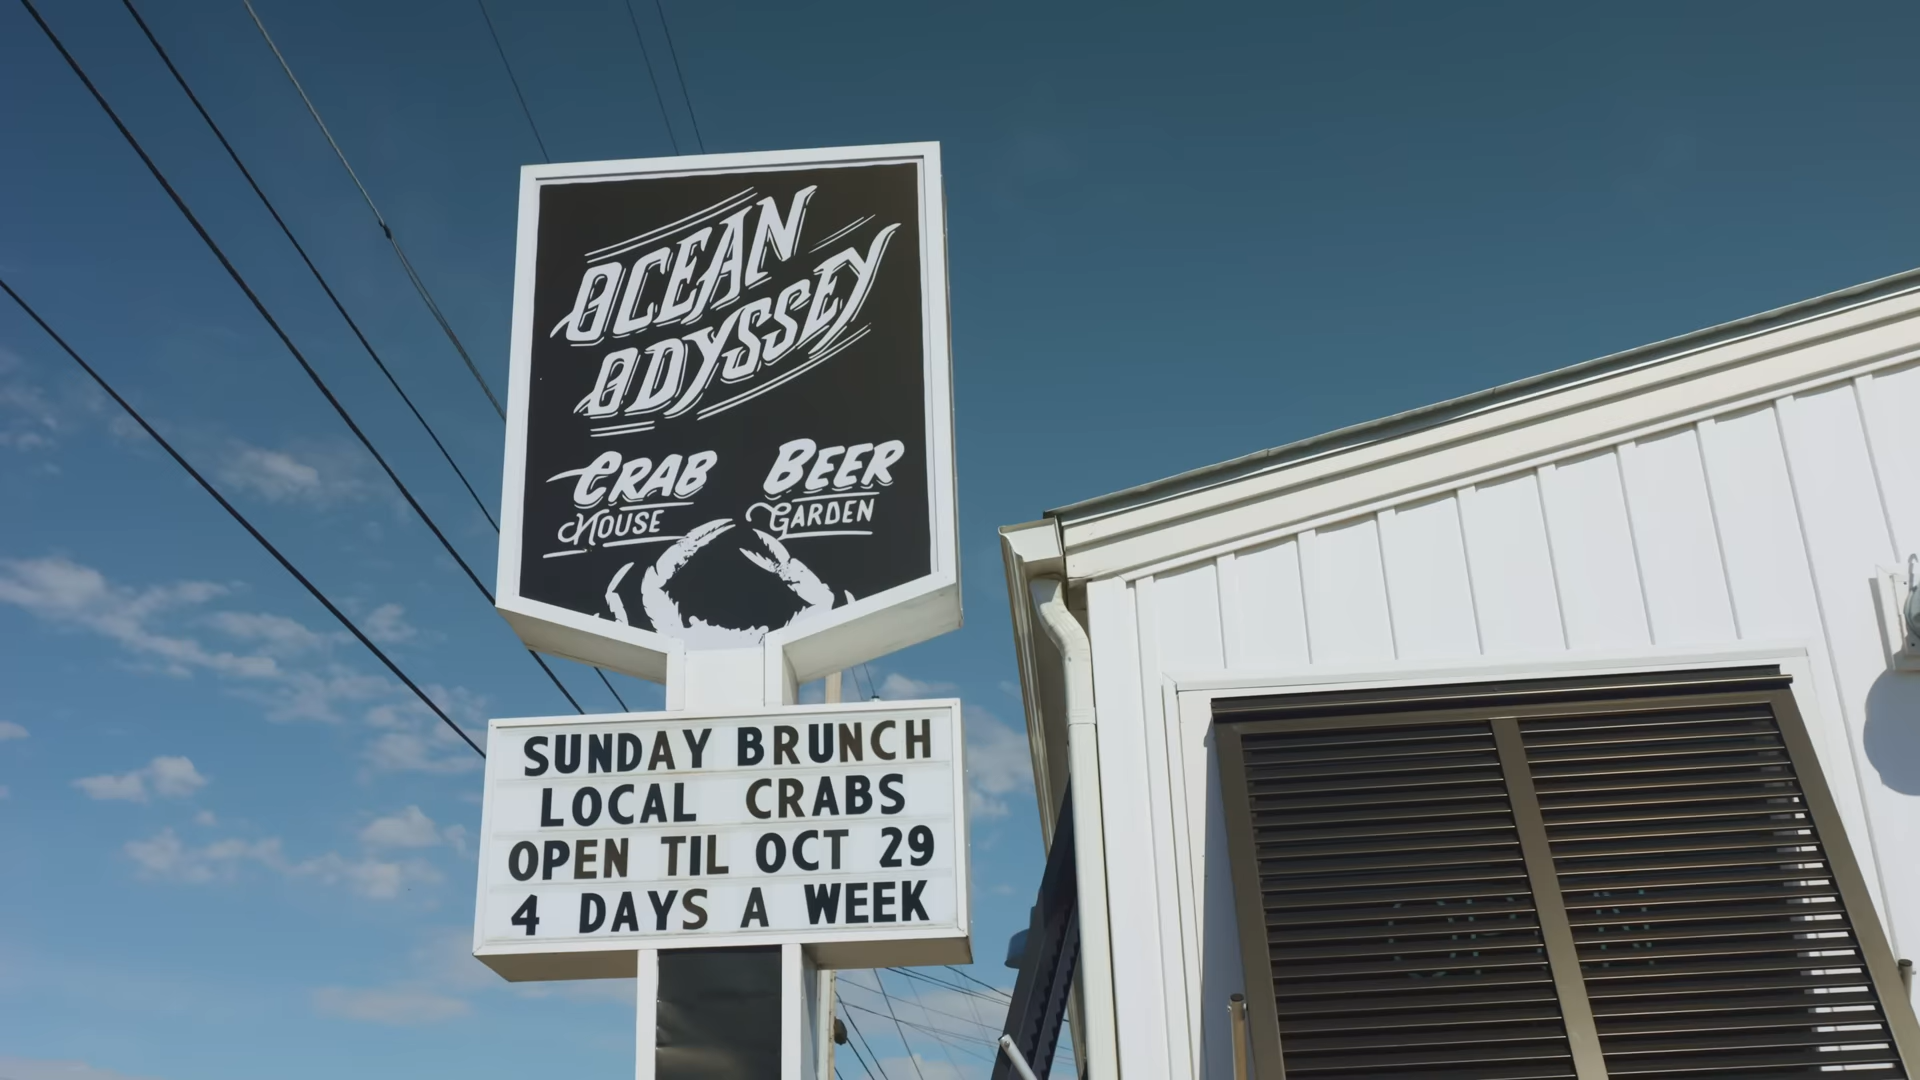 OCEAN
ODYSSEY
CRAB BEER
HOUSE GARDEN
SUNDAY BRUNCH
LOCAL CRABS
OPEN TIL OCT 29
4 DAYS A WEEK